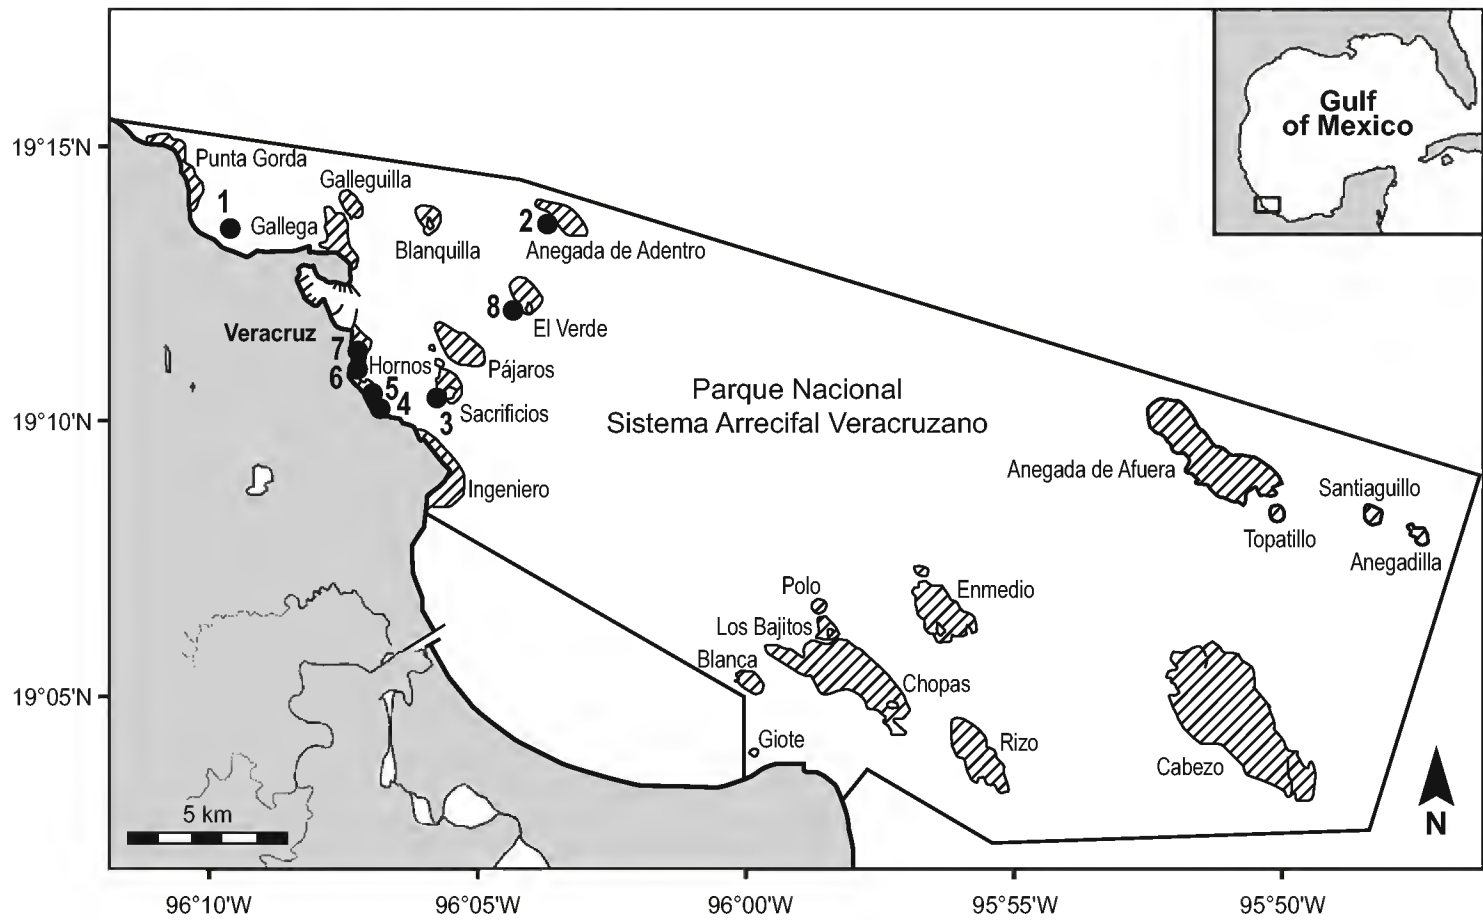 Gulf
of Mexico
19°15'N
Punta Gorda
Galleguilla
1
Gallega
Blanquilla
2
Anegada de Adentro
8
El Verde
Veracruz
7
Hornos
6
Pájaros
5
4
3
Sacrificios
19°10'N
Parque Nacional
Sistema Arrecifal Veracruzano
Ingeniero
Anegada de Afuera
Santiaguillo
Topatillo
Anegadilla
Polo
Enmedio
Los Bajitos
Blanca
19°05'N
Chopas
Giote
Rizo
Cabezo
5 km
N
96°10'W
96°05'W
96°00'W
95°55'W
95°50'W